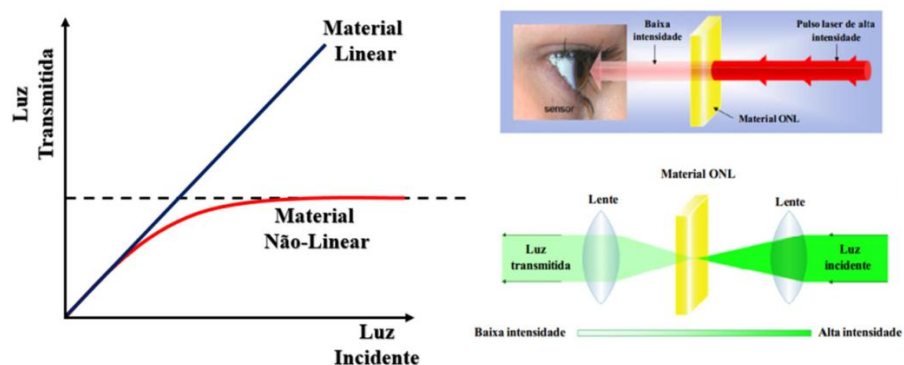 Luz
Transmitida
Material
Linear
Material
Não-Linear
Luz
Incidente
Baixa
intensidade
Pulso laser de alta
intensidade
sensor
Material ONL
Material ONL
Lente
Lente
Luz
transmitida
Luz
incidente
Baixa intensidade
Alta intensidade